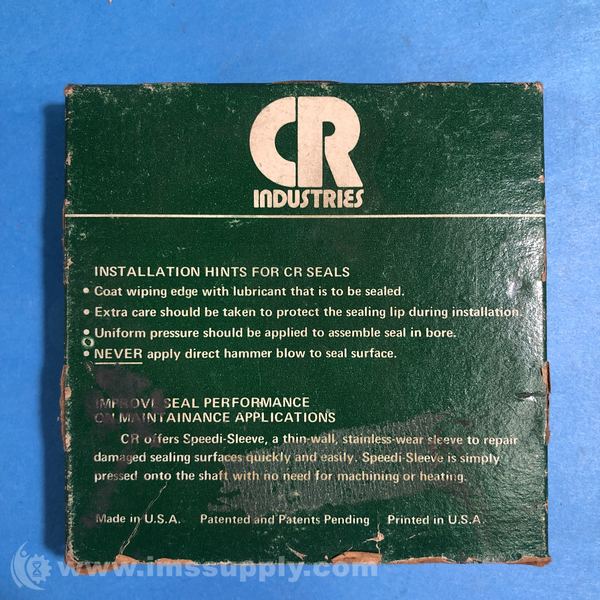 CR
INDUSTRIES
INSTALLATION HINTS FOR CR SEALS
• Coat wiping edge with lubricant that is to be sealed.
• Extra care should be taken to protect the sealing lip during installation.
• Uniform pressure should be applied to assemble seal in bore.
• NEVER apply direct hammer blow to seal surface.
IMPROVE SEAL PERFORMANCE
ON MAINTAINANCE APPLICATIONS
CR offers Speedi-Sleeve, a thin-wall, stainless-wear sleeve to repair
damaged sealing surfaces quickly and easily. Speedi-Sleeve is simply
pressed onto the shaft with no need for machining or heating.
Made in U.S.A. Patented and Patents Pending Printed in U.S.A
www.imssupply.com